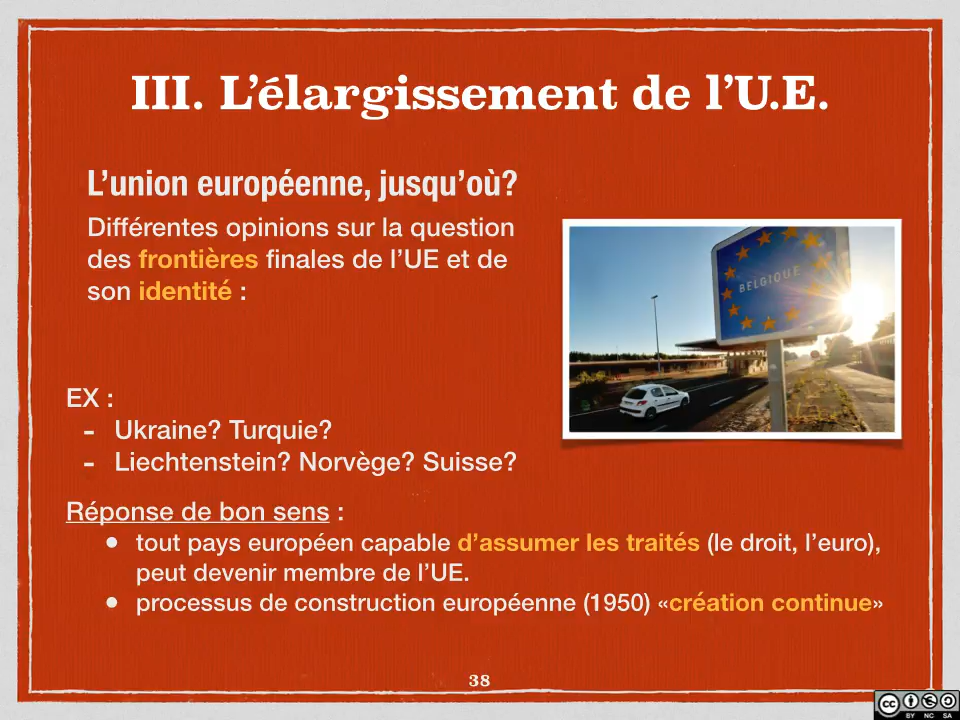 III. L’élargissement de l’U.E.
L’union européenne, jusqu’où?
Différentes opinions sur la question
des frontières finales de l’UE et de
son identité :
BELGIQUE
EX :
- Ukraine? Turquie?
- Liechtenstein? Norvège? Suisse?
Réponse de bon sens :
• tout pays européen capable d’assumer les traités (le droit, l’euro),
peut devenir membre de l’UE.
• processus de construction européenne (1950) «création continue»
38
cc
BY NC SA